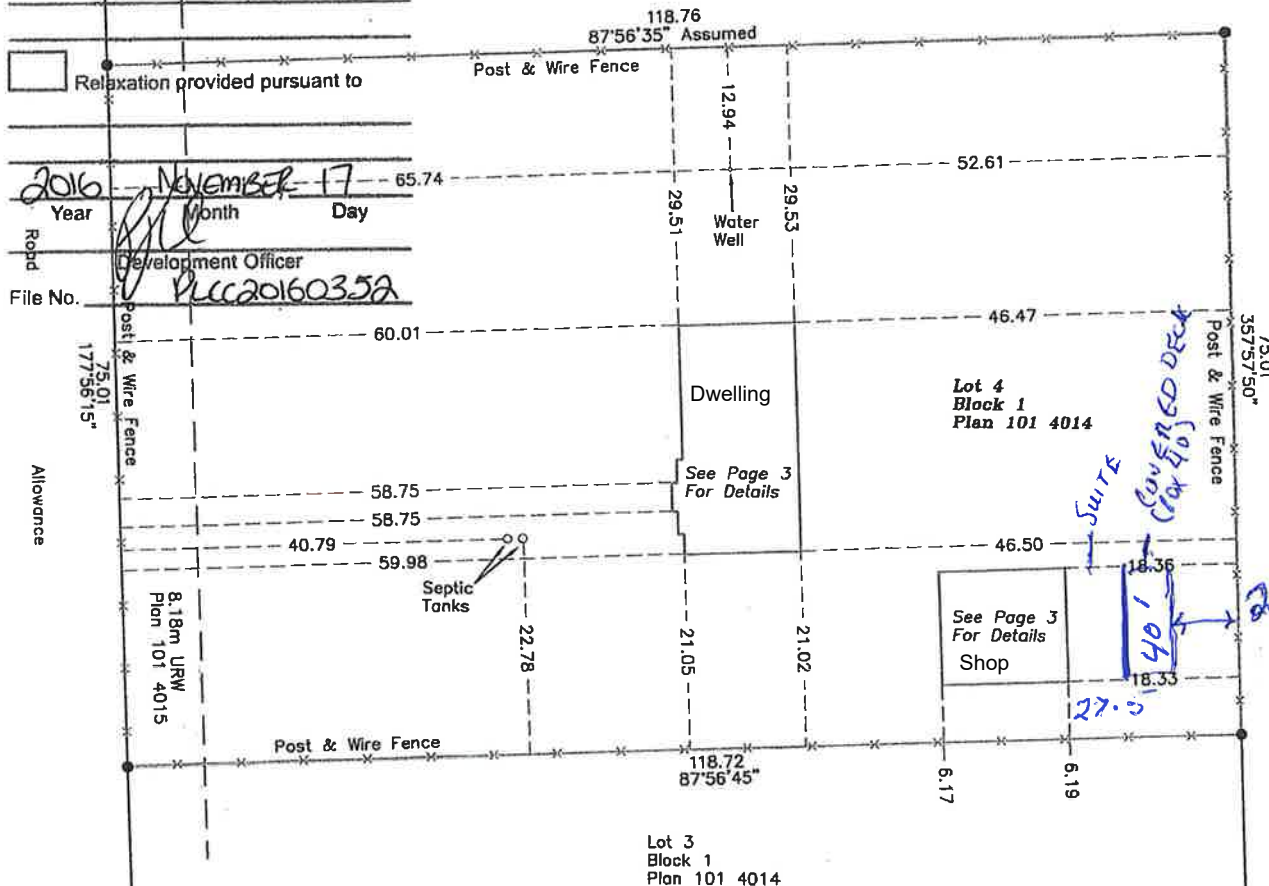 118.76
87°56'35" Assumed
Post & Wire Fence
Relaxation provided pursuant to
12.94
2016 NOVEMBER 17
Year Month Day
65.74
52.61
29.51
29.53
Water
Well
Road
Development Officer
File No. PLCC20160352
60.01
46.47
75.01
177°56'15"
Post & Wire Fence
Dwelling
Lot 4
Block 1
Plan 101 4014
75.01
357°57'50"
Post & Wire Fence
COVERED DECK
(10x40)
SUITE
See Page 3
For Details
58.75
58.75
Allowance
40.79
59.98
46.50
Septic
Tanks
18.36
See Page 3
For Details
Shop
40'
18.33
27.5'
8.18m URW
Plan 101 4015
22.78
21.05
21.02
Post & Wire Fence
118.72
87°56'45"
6.17
6.19
Lot 3
Block 1
Plan 101 4014